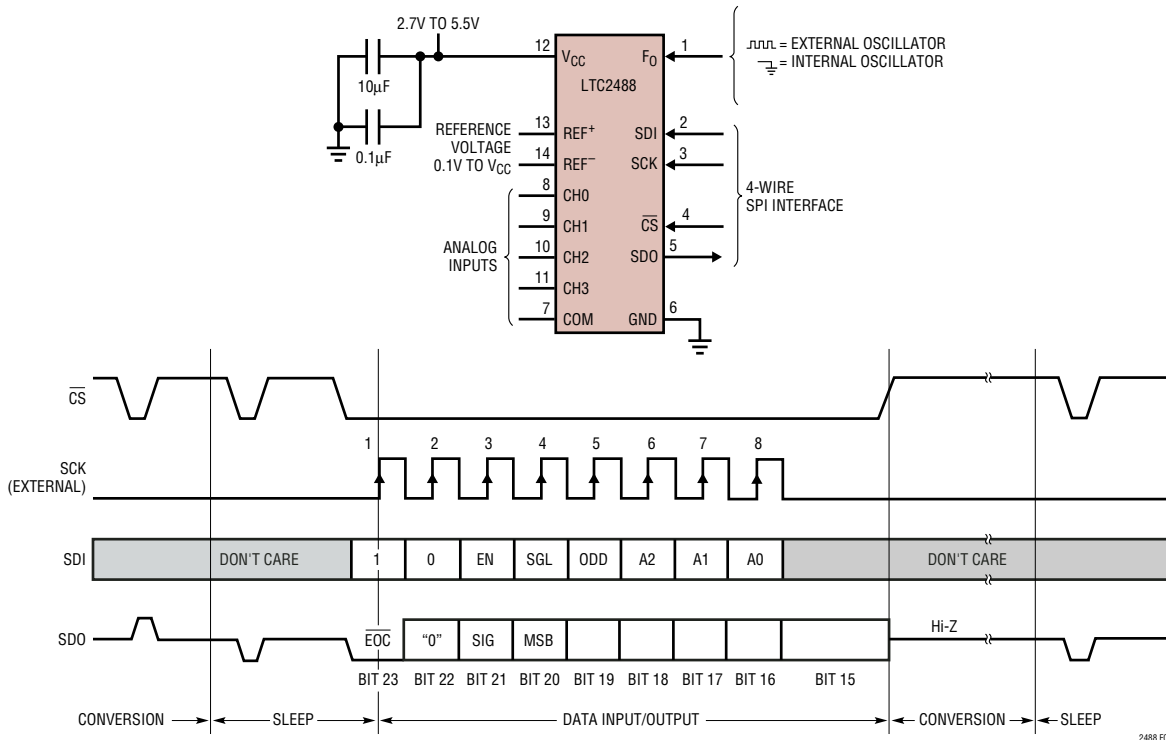 2.7V TO 5.5V
10µF
0.1µF
12
VCC
LTC2488
FO
1
= EXTERNAL OSCILLATOR
= INTERNAL OSCILLATOR
REFERENCE
VOLTAGE
0.1V TO VCC
13
REF+
14
REF–
SDI
2
SCK
3
CS
4
SDO
5
4-WIRE
SPI INTERFACE
ANALOG
INPUTS
8
CH0
9
CH1
10
CH2
11
CH3
7
COM
GND
6
CS
SCK
(EXTERNAL)
1 2 3 4 5 6 7 8
SDI
DON'T CARE 1 0 EN SGL ODD A2 A1 A0 DON'T CARE
SDO
EOC "0" SIG MSB Hi-Z
BIT 23 BIT 22 BIT 21 BIT 20 BIT 19 BIT 18 BIT 17 BIT 16 BIT 15
CONVERSION SLEEP DATA INPUT/OUTPUT CONVERSION SLEEP